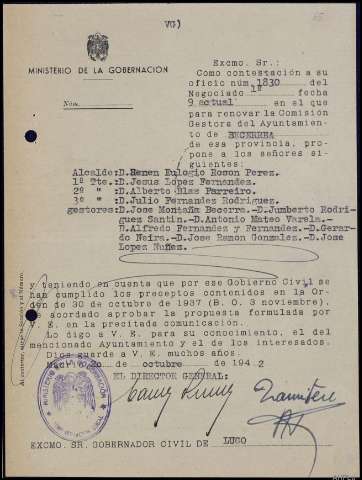 VG)
MINISTERIO DE LA GOBERNACION
Núm.
EXCMO. Sr.:
Como contestación a su
oficio núm. 1830 del
Negociado 1º fecha
9 actual en el que
para renovar la Comisión
Gestora del Ayuntamiento
de BECERREA
de esa provincia, pro-
pone a los señores si-
guientes:
Alcalde:D. Eulogio Roson Perez.
1º Tte.:D.Jesus Lopez Fernandez.
2º " :D.Alberto Blas Parreiro.
3º " :D.Julio Fernandez Rodriguez.
gestores:D.Jose Montaña Becerra.-D.Jumberto Rodri-
guez Santin.-D.Antonio Mateo Varela.-
D.Alfredo Fernandez y Fernandez.-D.Gerar-
do Neira.-D.Jose Ramon Gonzalez.-D.Jose
Lopez Nuñez.
y teniendo en cuenta que por ese Gobierno Civil se
han cumplido los preceptos contenidos en la Or-
den de 30 de octubre de 1937 (B.O. 3 noviembre),
he acordado aprobar la propuesta formulada por
V. E. en la precitada comunicación.
Lo digo a V. E. para su conocimiento, el del
mencionado Ayuntamiento y el de los interesados.
Dios guarde a V. E. muchos años.
de octubre de 1942
EL DIRECTOR GENERAL:
EXCMO. SR. GOBERNADOR CIVIL DE LUGO